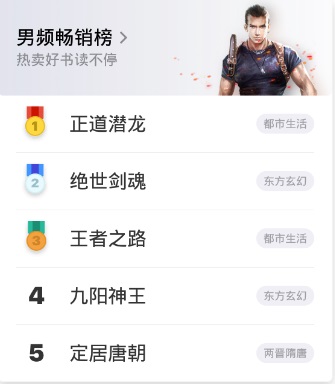 男频畅销榜
热卖好书读不停
1 正道潜龙 都市生活
2 绝世剑魂 东方玄幻
3 王者之路 都市生活
4 九阳神王 东方玄幻
5 定居唐朝 两晋隋唐